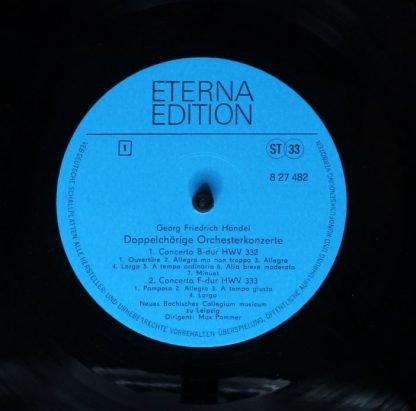 ETERNA
EDITION
1
ST 33
8 27 482
Georg Friedrich Händel
Doppelchörige Orchesterkonzerte
1. Concerto B-dur HWV 332
1. Ouvertüre 2. Allegro ma non troppo 3. Allegro
4. Largo 5. A tempo ordinario 6. Alla breve moderato
7. Minuet
2. Concerto F-dur HWV 333
1. Pomposo 2. Allegro 3. A tempo giusto
4. Largo
Neues Bachisches Collegium musicum
zu Leipzig
Dirigent: Max Pommer
VEB DEUTSCHE SCHALLPLATTEN ALLE HERSTELLER- UND URHEBERRECHTE VORBEHALTEN · ÜBERSPIELUNG, ÖFFENTLICHE AUFFÜHRUNG UND RUNDFUNKSENDUNG VERBOTEN